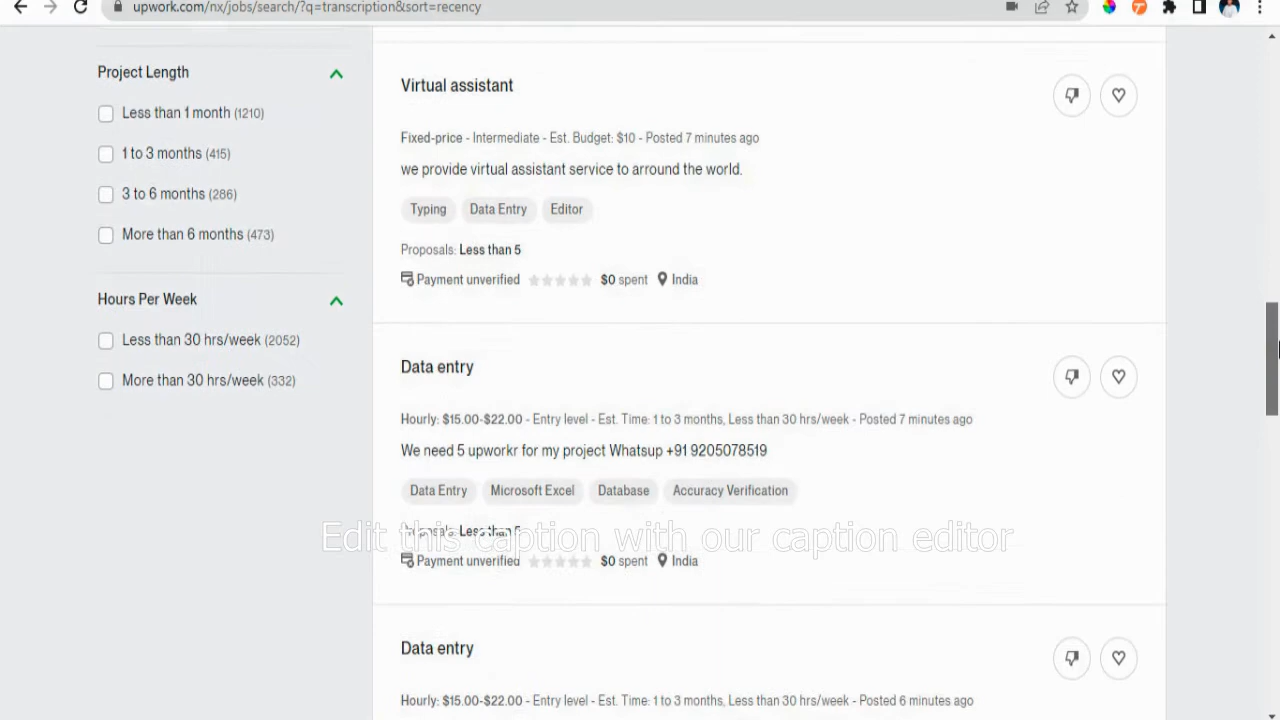 upwork.com/nx/jobs/search/?q=transcription&sort=recency
Project Length
Less than 1 month (1210)
1 to 3 months (415)
3 to 6 months (286)
More than 6 months (473)
Hours Per Week
Less than 30 hrs/week (2052)
More than 30 hrs/week (332)
Virtual assistant
Fixed-price - Intermediate - Est. Budget: $10 - Posted 7 minutes ago
we provide virtual assistant service to arround the world.
Typing Data Entry Editor
Proposals: Less than 5
Payment unverified $0 spent India
Data entry
Hourly: $15.00-$22.00 - Entry level - Est. Time: 1 to 3 months, Less than 30 hrs/week - Posted 7 minutes ago
We need 5 upworkr for my project Whatsup +91 9205078519
Data Entry Microsoft Excel Database Accuracy Verification
Proposals: Less than 5
Edit this caption with our caption editor
Payment unverified $0 spent India
Data entry
Hourly: $15.00-$22.00 - Entry level - Est. Time: 1 to 3 months, Less than 30 hrs/week - Posted 6 minutes ago